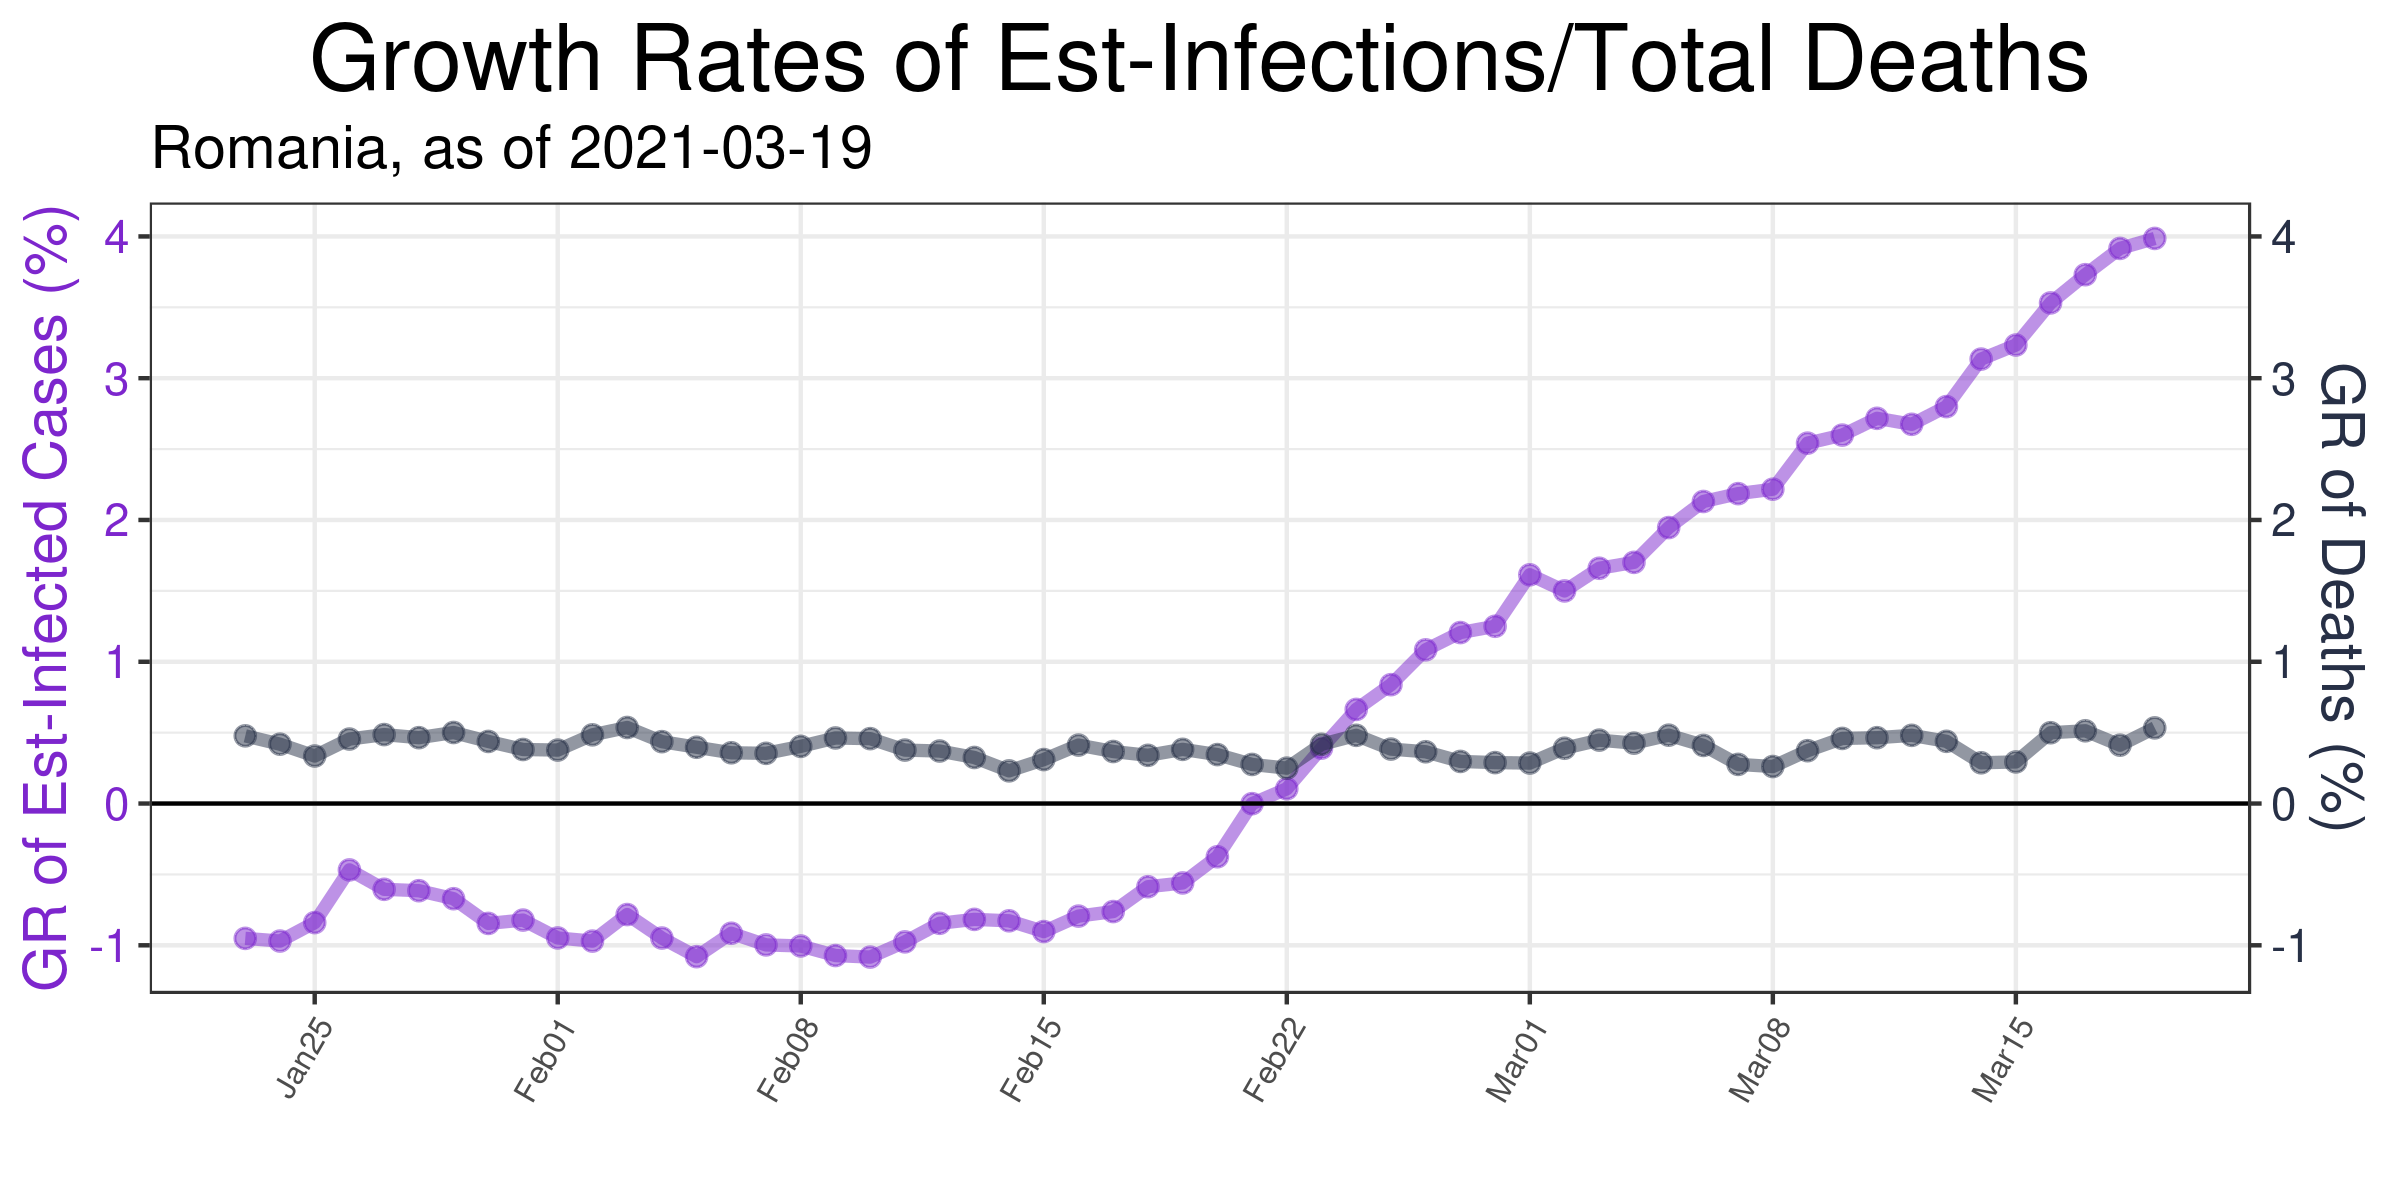 Growth Rates of Est-Infections/Total Deaths
Romania, as of 2021-03-19
GR of Est-Infected Cases (%)
4
3
2
1
0
-1
4
3
2
1
0
-1
GR of Deaths (%)
Jan25
Feb01
Feb08
Feb15
Feb22
Mar01
Mar08
Mar15